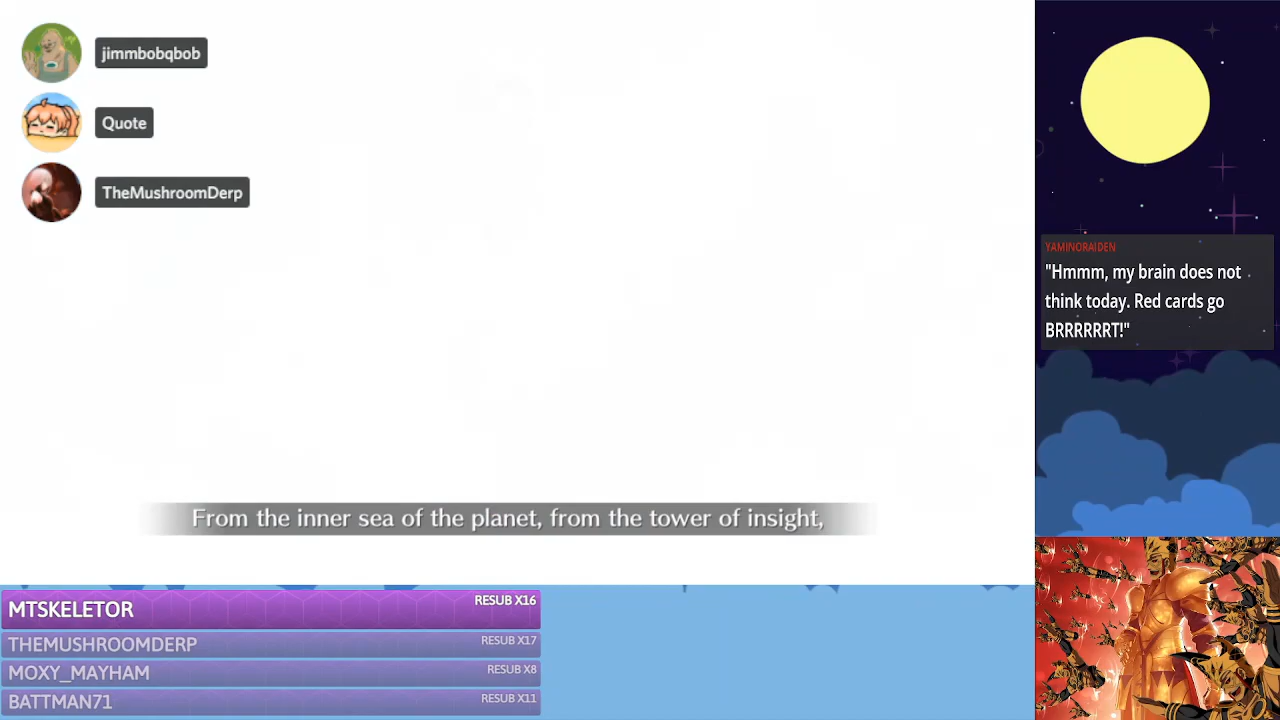 jimmbobqbob
Quote
TheMushroomDerp
YAMINORAIDEN
"Hmmm, my brain does not
think today. Red cards go
BRRRRRRT!"
From the inner sea of the planet, from the tower of insight,
MTSKELETOR RESUB X16
THEMUSHROOMDERP RESUB X17
MOXY_MAYHAM RESUB X8
BATTMAN71 RESUB X11